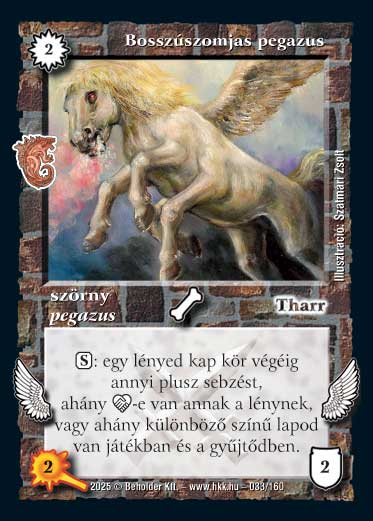 2
Bosszúszomjas pegazus
Illusztráció: Szatmári Zsolt
szörny
pegazus
Tharr
S: egy lényed kap kör végéig
annyi plusz sebzést,
ahány -e van annak a lénynek,
vagy ahány különböző színű lapod
van játékban és a gyűjtődben.
2
2
2025 © Beholder Kft. – www.hkk.hu – 033/160